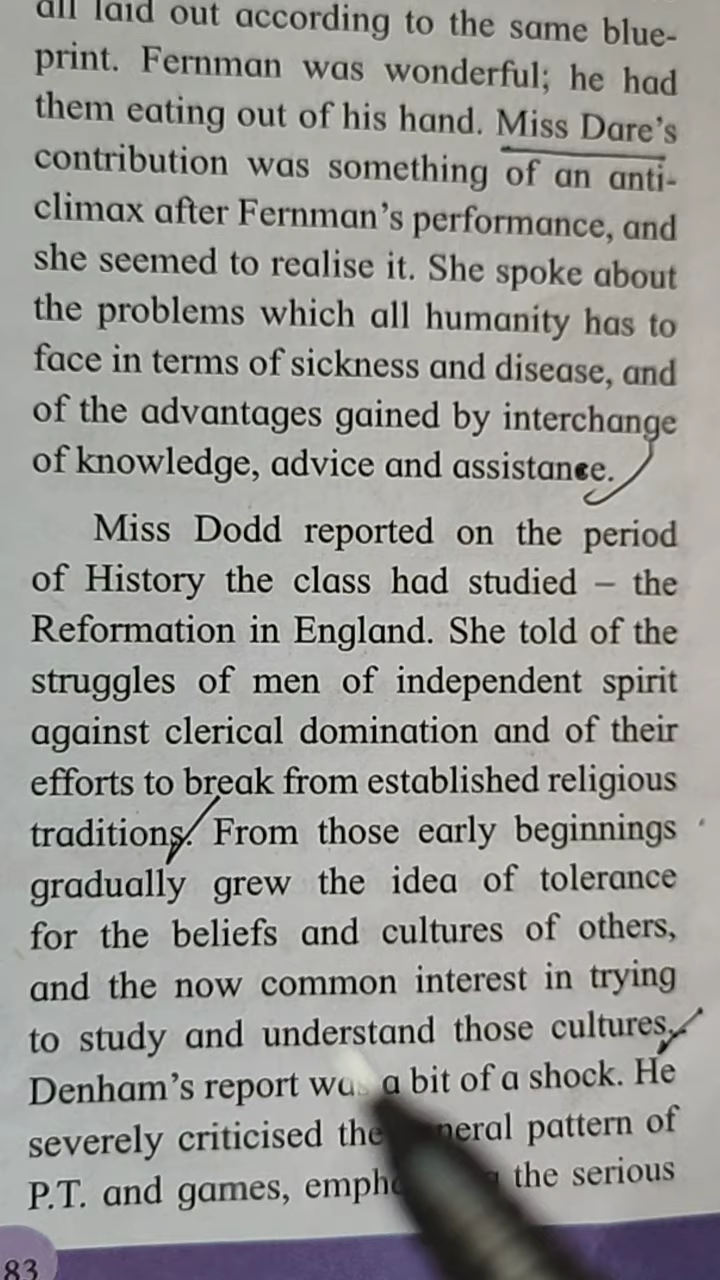 all laid out according to the same blue-
print. Fernman was wonderful; he had
them eating out of his hand. Miss Dare's
contribution was something of an anti-
climax after Fernman's performance, and
she seemed to realise it. She spoke about
the problems which all humanity has to
face in terms of sickness and disease, and
of the advantages gained by interchange
of knowledge, advice and assistance.
Miss Dodd reported on the period
of History the class had studied – the
Reformation in England. She told of the
struggles of men of independent spirit
against clerical domination and of their
efforts to break from established religious
traditions. From those early beginnings
gradually grew the idea of tolerance
for the beliefs and cultures of others,
and the now common interest in trying
to study and understand those cultures.
Denham's report was a bit of a shock. He
severely criticised the pattern of
P.T. and games, the serious
83